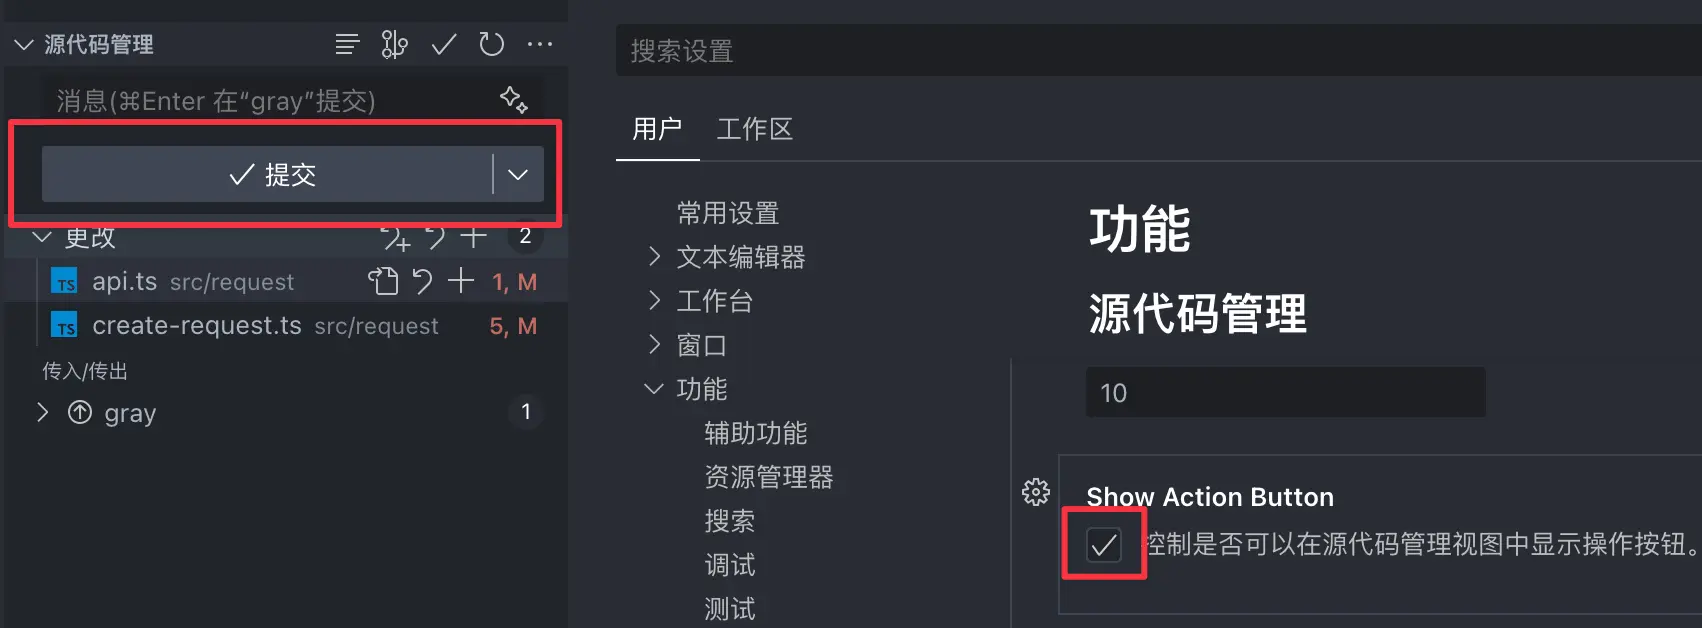 源代码管理
消息(⌘Enter 在“gray”提交)
提交
更改 2
TS api.ts src/request 1, M
TS create-request.ts src/request 5, M
传入/传出
gray 1
搜索设置
用户 工作区
常用设置
文本编辑器
工作台
窗口
功能
辅助功能
资源管理器
搜索
调试
测试
功能
源代码管理
10
Show Action Button
控制是否可以在源代码管理视图中显示操作按钮。